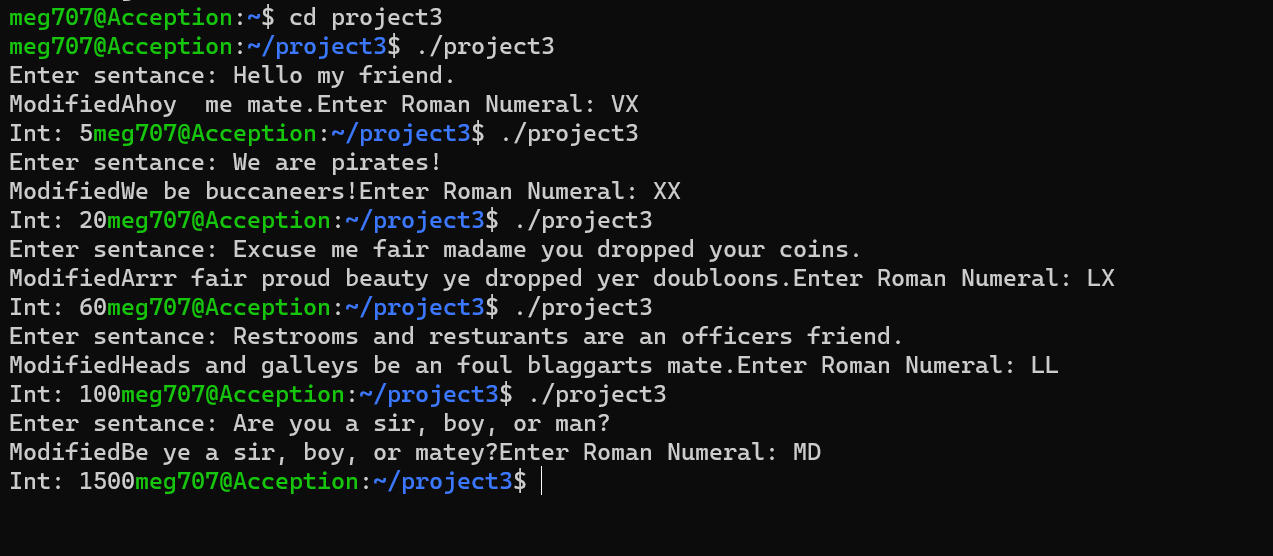 meg707@Acception:~$ cd project3
meg707@Acception:~/project3$ ./project3
Enter sentance: Hello my friend.
ModifiedAhoy  me mate.Enter Roman Numeral: VX
Int: 5meg707@Acception:~/project3$ ./project3
Enter sentance: We are pirates!
ModifiedWe be buccaneers!Enter Roman Numeral: XX
Int: 20meg707@Acception:~/project3$ ./project3
Enter sentance: Excuse me fair madame you dropped your coins.
ModifiedArrr fair proud beauty ye dropped yer doubloons.Enter Roman Numeral: LX
Int: 60meg707@Acception:~/project3$ ./project3
Enter sentance: Restrooms and resturants are an officers friend.
ModifiedHeads and galleys be an foul blaggarts mate.Enter Roman Numeral: LL
Int: 100meg707@Acception:~/project3$ ./project3
Enter sentance: Are you a sir, boy, or man?
ModifiedBe ye a sir, boy, or matey?Enter Roman Numeral: MD
Int: 1500meg707@Acception:~/project3$